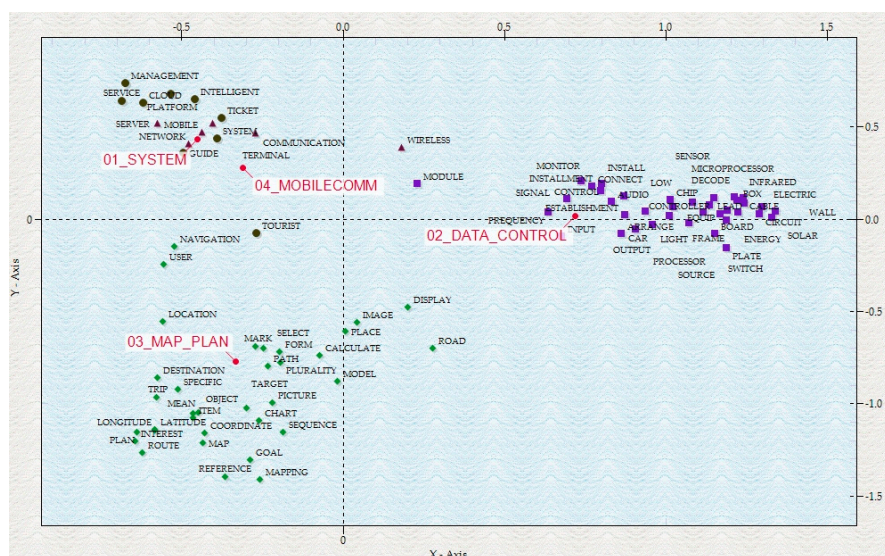 -0.5 0.0 0.5 1.0 1.5
MANAGEMENT
SERVICE CLOUD INTELLIGENT
PLATFORM
TICKET
SERVER MOBILE
NETWORK SYSTEM
COMMUNICATION
WIRELESS
0.5
01_SYSTEM
GUIDE
TERMINAL
04_MOBILECOMM
MODULE
MONITOR INSTALL
SENSOR
MICROPROCESSOR
INSTALLMENT CONNECT
DECODE INFRARED
SIGNAL CONTROL AUDIO LOW CHIP BOX ELECTRIC
ESTABLISHMENT CONTROLLER LEAD CABLE WALL
0
FREQUENCY
INPUT
ARRANGE EQUIP BOARD CIRCUIT
0.0
02_DATA_CONTROL
CAR LIGHT FRAME ENERGY SOLAR
OUTPUT
PROCESSOR PLATE
SOURCE SWITCH
TOURIST
NAVIGATION
USER
Y - Axis
LOCATION
DISPLAY
IMAGE
PLACE
-0.5
03_MAP_PLAN
MARK SELECT
FORM CALCULATE ROAD
PATH
PLURALITY
MODEL
DESTINATION
SPECIFIC
TRIP
TARGET
PICTURE
MEAN OBJECT
ITEM
CHART
-1.0
LONGITUDE LATITUDE COORDINATE SEQUENCE
PLAN INTEREST
ROUTE MAP
GOAL
REFERENCE MAPPING
-1.5
0
X - Axis